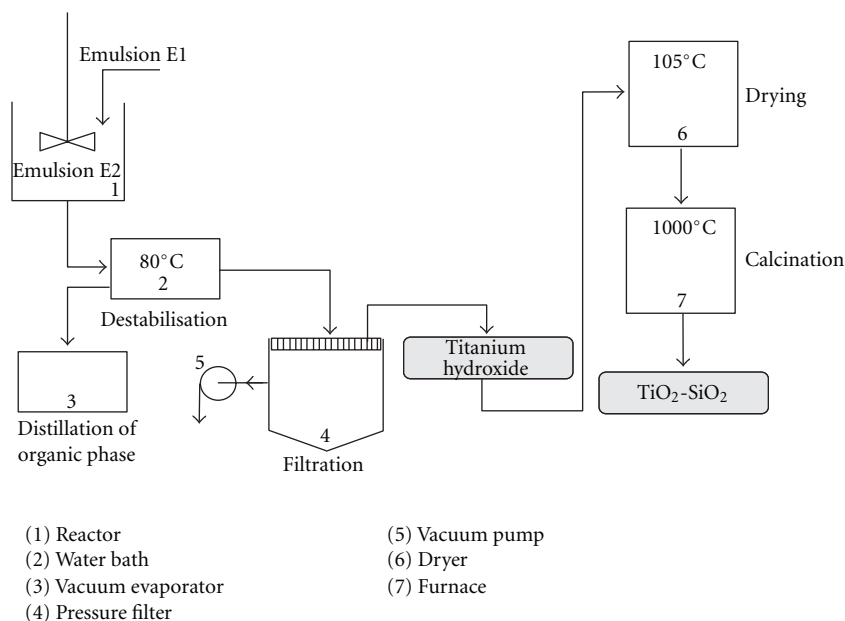 Emulsion E1
Emulsion E2
1
80°C
2
Destabilisation
3
Distillation of
organic phase
5
4
Filtration
Titanium
hydroxide
105°C
6
Drying
1000°C
7
Calcination
TiO₂-SiO₂
(1) Reactor
(2) Water bath
(3) Vacuum evaporator
(4) Pressure filter
(5) Vacuum pump
(6) Dryer
(7) Furnace